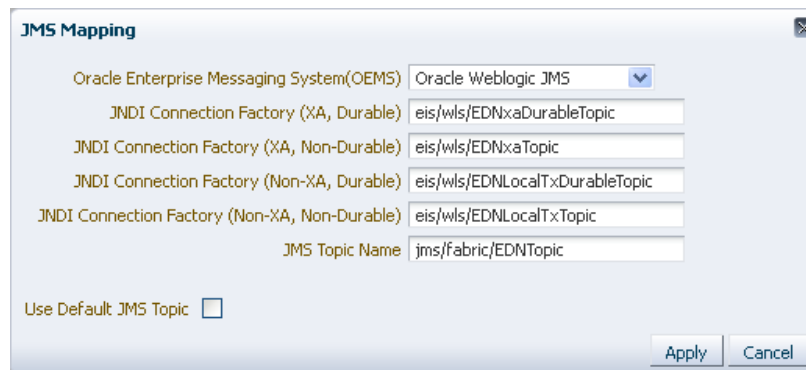 JMS Mapping
Oracle Enterprise Messaging System(OEMS) Oracle Weblogic JMS
JNDI Connection Factory (XA, Durable) eis/wls/EDNxaDurableTopic
JNDI Connection Factory (XA, Non-Durable) eis/wls/EDNxaTopic
JNDI Connection Factory (Non-XA, Durable) eis/wls/EDNLocalTxDurableTopic
JNDI Connection Factory (Non-XA, Non-Durable) eis/wls/EDNLocalTxTopic
JMS Topic Name jms/fabric/EDNTopic
Use Default JMS Topic
Apply Cancel